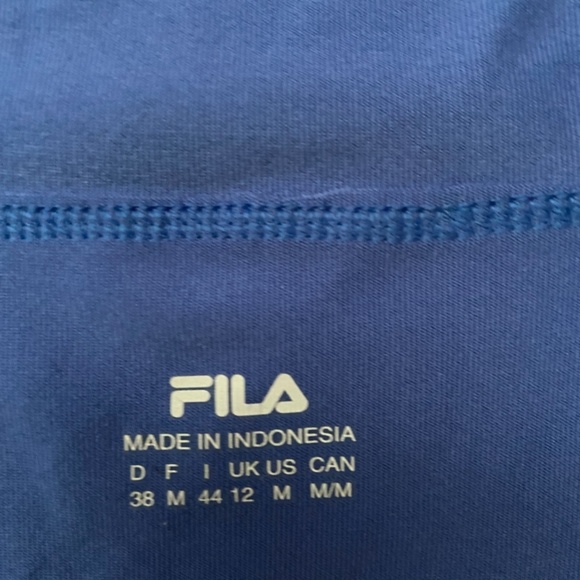 FILA
MADE IN INDONESIA
D F I UK US CAN
38 M 44 12 M M/M